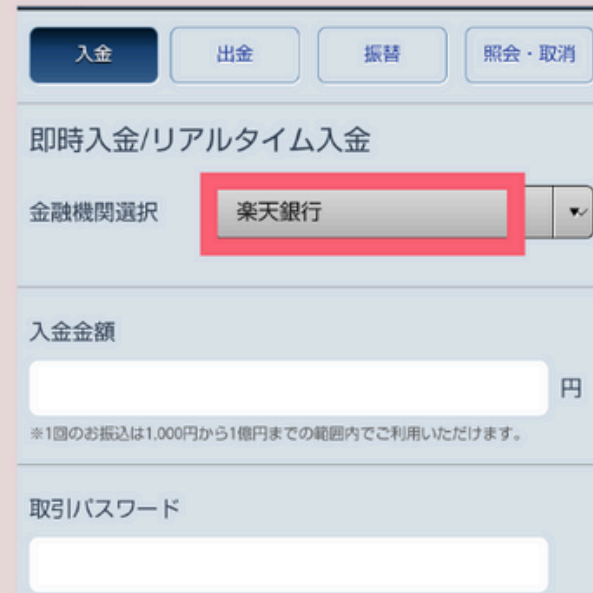 入金 出金 振替 照会・取消
即時入金/リアルタイム入金
金融機関選択 楽天銀行
入金金額
円
※1回のお振込は1,000円から1億円までの範囲内でご利用いただけます。
取引パスワード